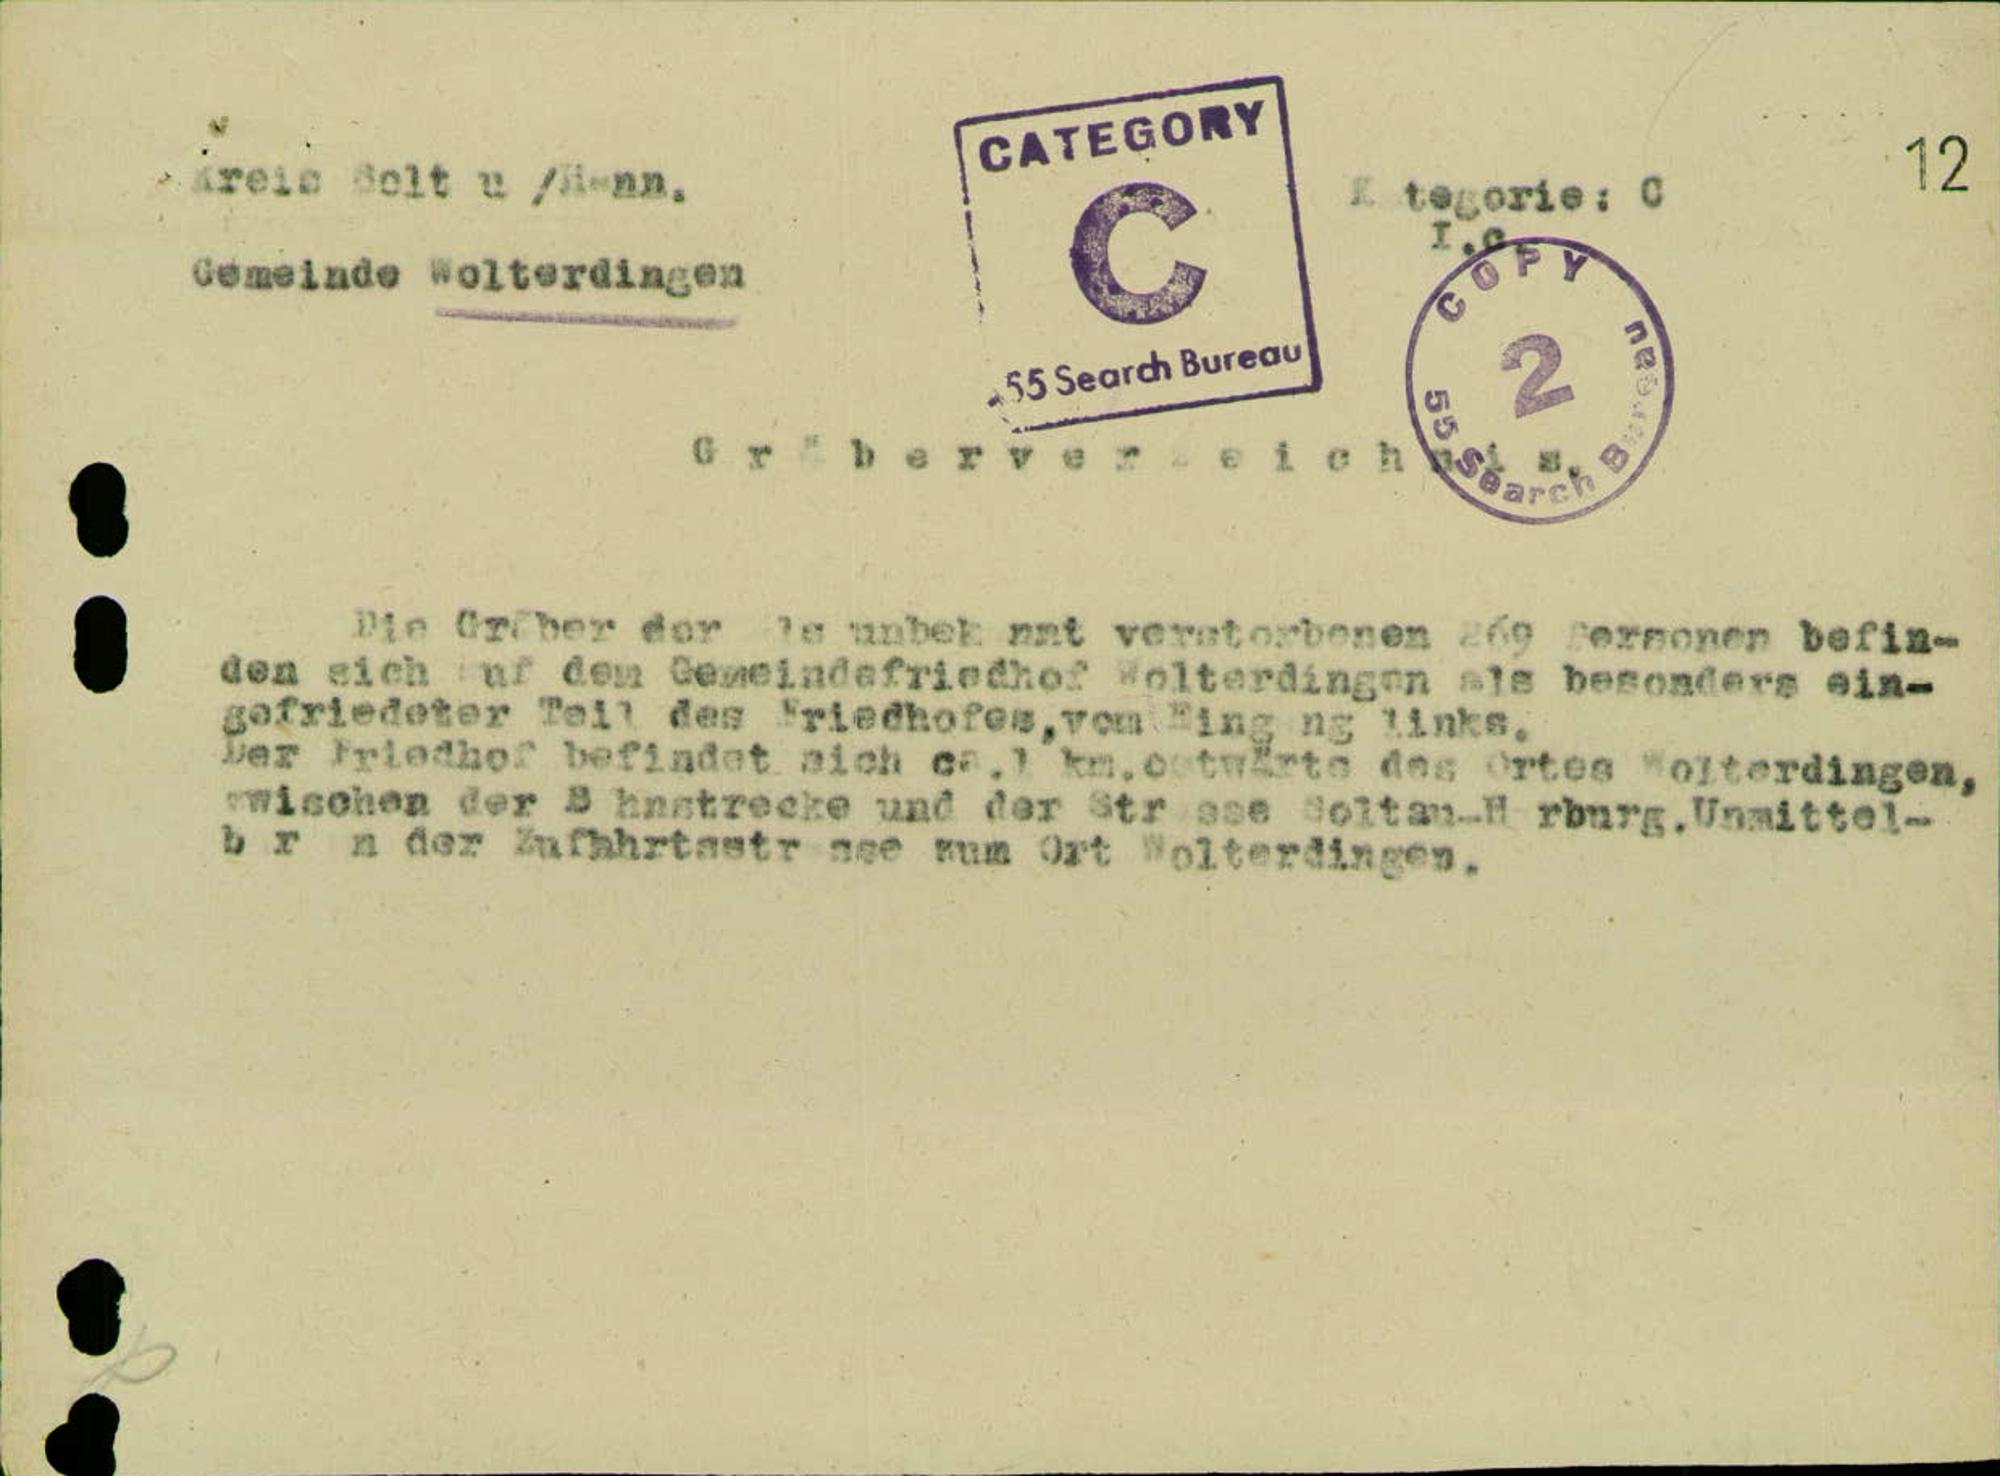 Kreis Soltau /Hann.
Gemeinde Wolterdingen
CATEGORY
C
55 Search Bureau
Kategorie: C
I.c.
12
COPY
2
55 Search Bureau
Gräberverzeichnis.
Die Gräber der als unbekannt verstorbenen 269 Personen befin-
den sich auf dem Gemeindefriedhof Wolterdingen als besonders ein-
gefriedeter Teil des Friedhofes,vom Eingang links.
Der Friedhof befindet sich ca.1 km.ostwärts des Ortes Wolterdingen,
zwischen der Bahnstrecke und der Strasse Soltau-Harburg.Unmittel-
bar an der Zufhhrtsstrasse zum Ort Wolterdingen.